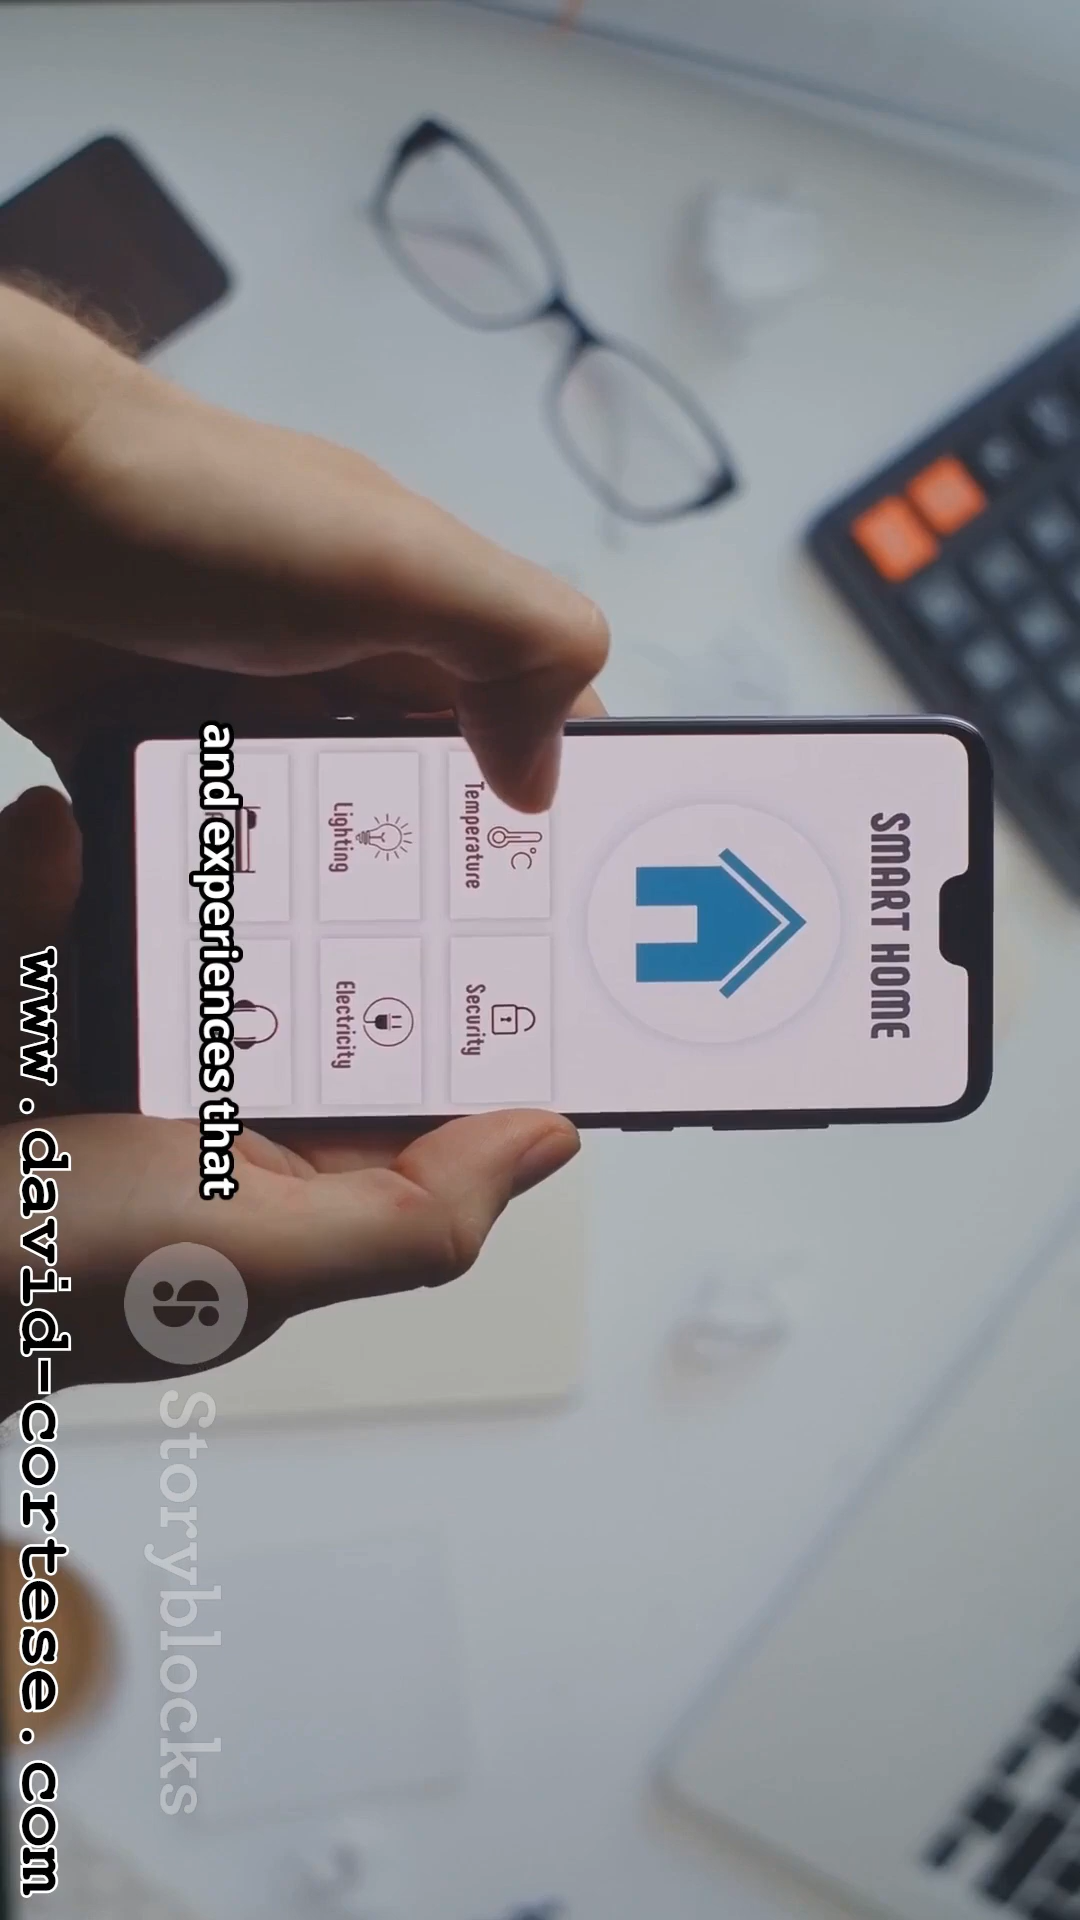 SMART HOME
Temperature
Security
Lighting
Electricity
and experiences that
Storyblocks
www.david-cortese.com